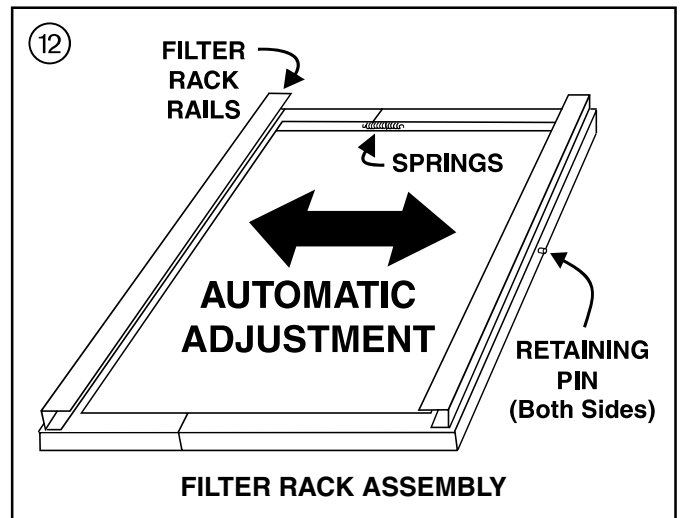 12
FILTER
RACK
RAILS
SPRINGS
AUTOMATIC
ADJUSTMENT
RETAINING
PIN
(Both Sides)
FILTER RACK ASSEMBLY